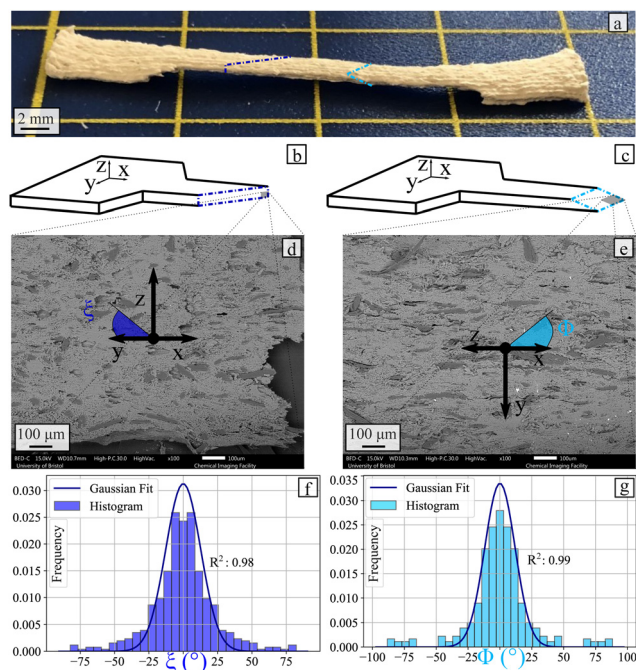 a
2 mm
b
z
x
y
c
z
x
y
d
ξ
z
y
x
100 μm
BED-C 15.0kV WD10.7mm High-P.C.30.0 HighVac. x100 100um
University of Bristol Chemical Imaging Facility
e
Φ
z
x
y
100 μm
BED-C 15.0kV WD10.3mm High-P.C.30.0 HighVac. x100 100um
University of Bristol Chemical Imaging Facility
f
Gaussian Fit
Histogram
R²: 0.98
Frequency
0.030
0.025
0.020
0.015
0.010
0.005
0.000
−75 −50 −25 0 25 50 75
ξ (°)
g
Gaussian Fit
Histogram
R²: 0.99
Frequency
0.035
0.030
0.025
0.020
0.015
0.010
0.005
0.000
−100 −75 −50 −25 0 25 50 75 100
Φ (°)